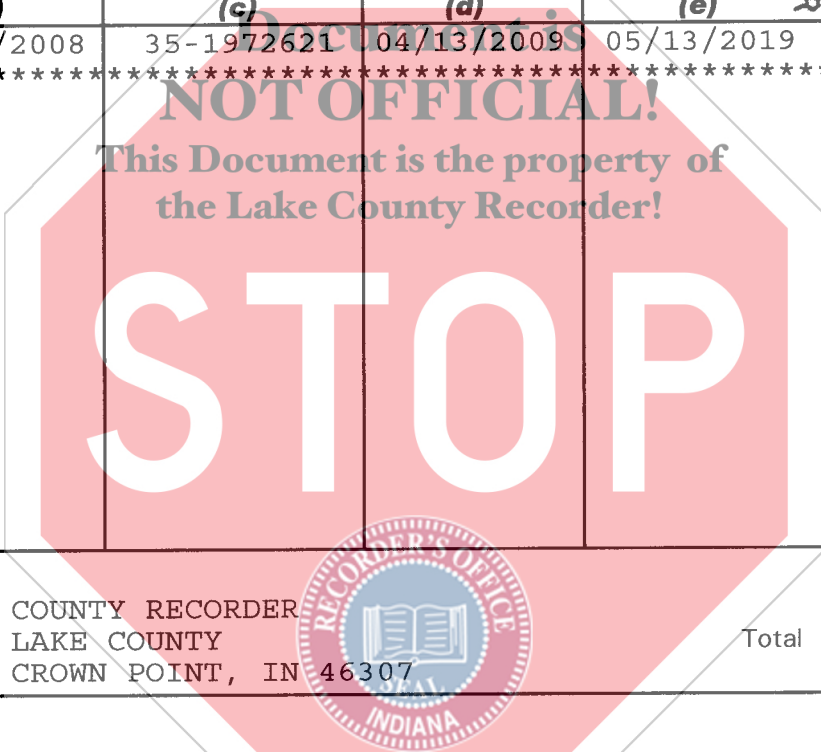 (c) (d) (e)
/2008 35-1972621 04/13/2009 05/13/2019
Document is
********************************************************
NOT OFFICIAL!
This Document is the property of
the Lake County Recorder!
STOP
COUNTY RECORDER
LAKE COUNTY
CROWN POINT, IN 46307
Total
RECORDER'S OFFICE
SEAL
INDIANA